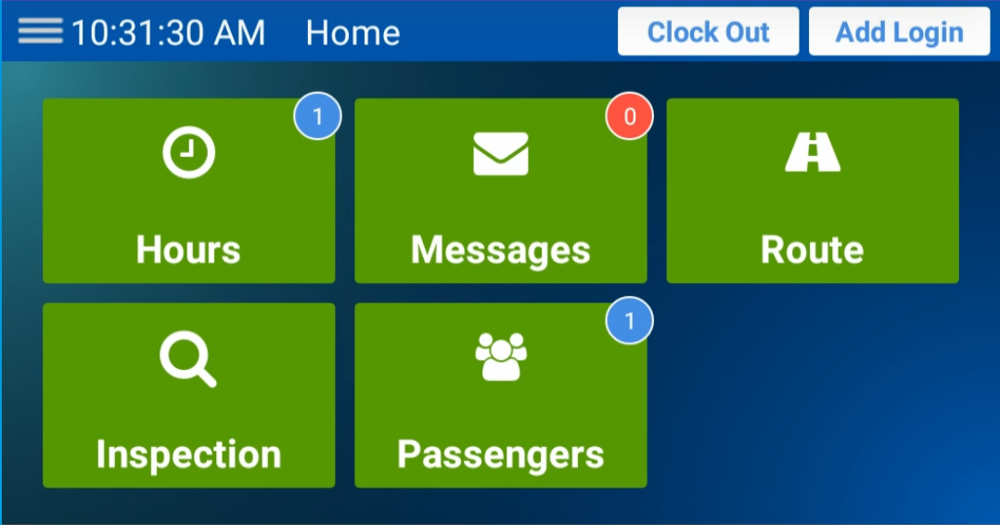 10:31:30 AM Home Clock Out Add Login
1 0
Hours Messages Route
1
Inspection Passengers